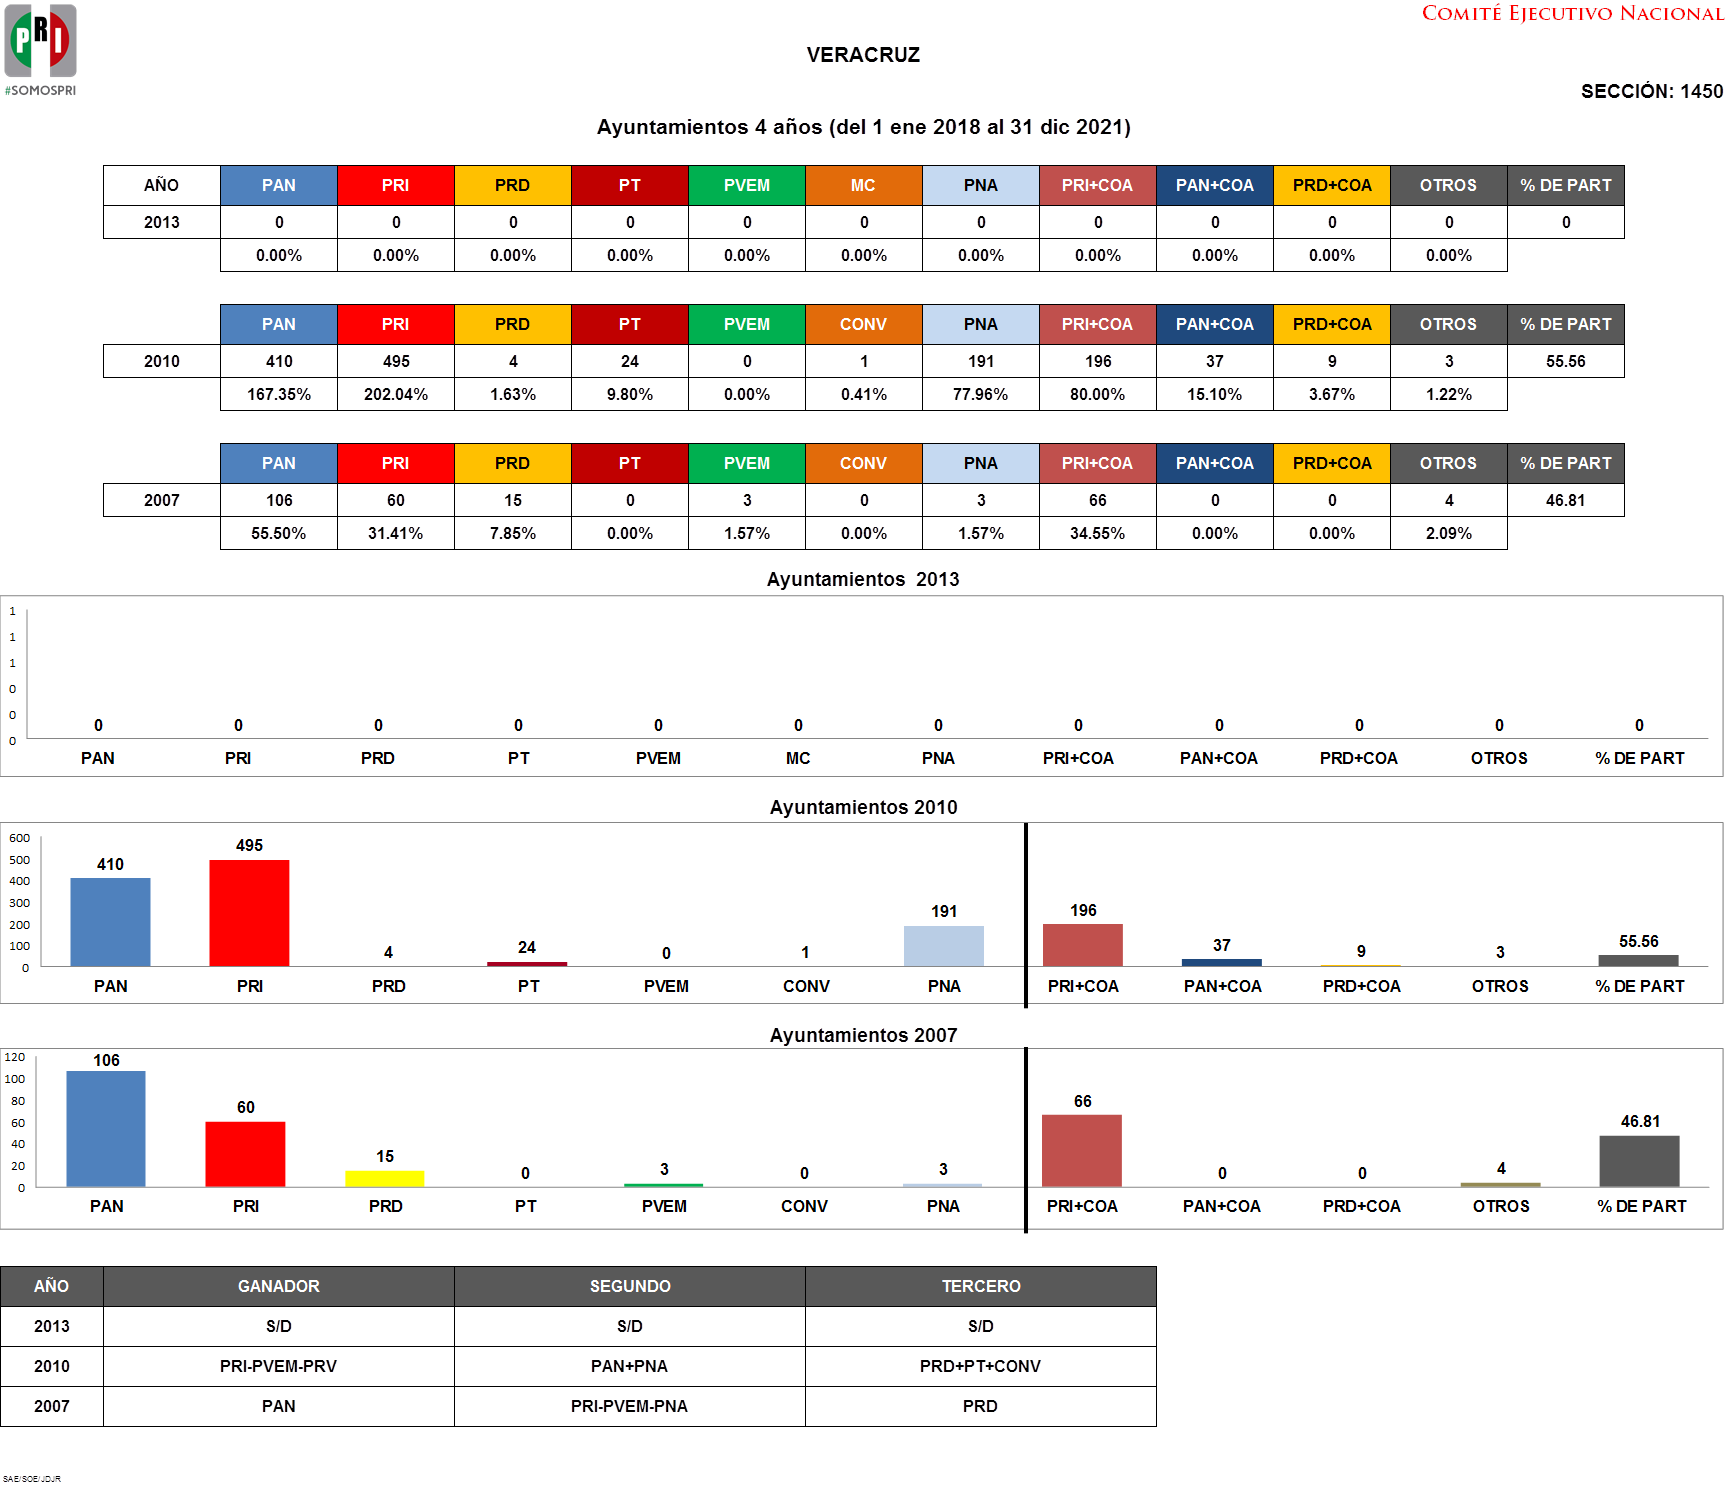 COMITÉ EJECUTIVO NACIONAL
PRI
#SOMOSPRI
VERACRUZ
SECCIÓN: 1450
Ayuntamientos 4 años (del 1 ene 2018 al 31 dic 2021)
AÑO PAN PRI PRD PT PVEM MC PNA PRI+COA PAN+COA PRD+COA OTROS % DE PART
2013 0 0 0 0 0 0 0 0 0 0 0 0
0.00% 0.00% 0.00% 0.00% 0.00% 0.00% 0.00% 0.00% 0.00% 0.00% 0.00%
PAN PRI PRD PT PVEM CONV PNA PRI+COA PAN+COA PRD+COA OTROS % DE PART
2010 410 495 4 24 0 1 191 196 37 9 3 55.56
167.35% 202.04% 1.63% 9.80% 0.00% 0.41% 77.96% 80.00% 15.10% 3.67% 1.22%
PAN PRI PRD PT PVEM CONV PNA PRI+COA PAN+COA PRD+COA OTROS % DE PART
2007 106 60 15 0 3 0 3 66 0 0 4 46.81
55.50% 31.41% 7.85% 0.00% 1.57% 0.00% 1.57% 34.55% 0.00% 0.00% 2.09%
Ayuntamientos 2013
1
1
1
0
0
0
0 0 0 0 0 0 0 0 0 0 0 0
PAN PRI PRD PT PVEM MC PNA PRI+COA PAN+COA PRD+COA OTROS % DE PART
Ayuntamientos 2010
600
500
400
300
200
100
0
410 495 4 24 0 1 191 196 37 9 3 55.56
PAN PRI PRD PT PVEM CONV PNA PRI+COA PAN+COA PRD+COA OTROS % DE PART
Ayuntamientos 2007
120
100
80
60
40
20
0
106 60 15 0 3 0 3 66 0 0 4 46.81
PAN PRI PRD PT PVEM CONV PNA PRI+COA PAN+COA PRD+COA OTROS % DE PART
AÑO GANADOR SEGUNDO TERCERO
2013 S/D S/D S/D
2010 PRI-PVEM-PRV PAN+PNA PRD+PT+CONV
2007 PAN PRI-PVEM-PNA PRD
SAE/SOE/JDJR